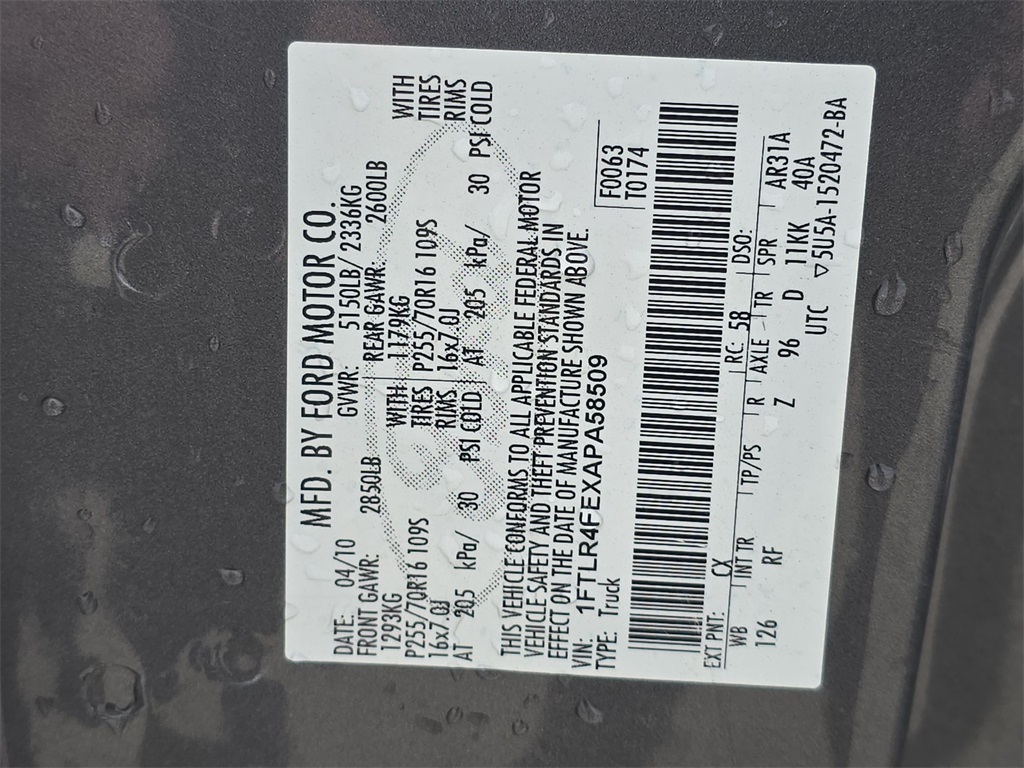 MFD. BY FORD MOTOR CO.
DATE: 04/10 GVWR: 5150LB/ 2336KG
FRONT GAWR: 2850LB REAR GAWR: 2600LB
1293KG WITH 1179KG WITH
P255/70R16 109S TIRES P255/70R16 109S TIRES
16x7.0J RIMS 16x7.0J RIMS
AT 205 kPa/ 30 PSI COLD AT 205 kPa/ 30 PSI COLD
THIS VEHICLE CONFORMS TO ALL APPLICABLE FEDERAL MOTOR
VEHICLE SAFETY AND THEFT PREVENTION STANDARDS IN
EFFECT ON THE DATE OF MANUFACTURE SHOWN ABOVE.
VIN: 1FTLR4FEXAPA58509 F0063
TYPE: Truck T0174
EXT PNT: CX RC: 58 DSO:
WB INT TR TP/PS R AXLE TR SPR AR31A
126 RF Z 96 D 11KK 40A
UTC ▽5U5A-1520472-BA